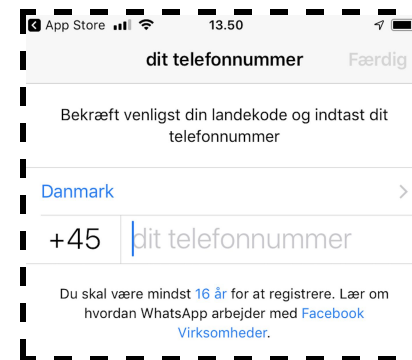 App Store 13.50
dit telefonnummer Færdig
Bekræft venligst din landekode og indtast dit
telefonnummer
Danmark
+45 dit telefonnummer
Du skal være mindst 16 år for at registrere. Lær om
hvordan WhatsApp arbejder med Facebook
Virksomheder.